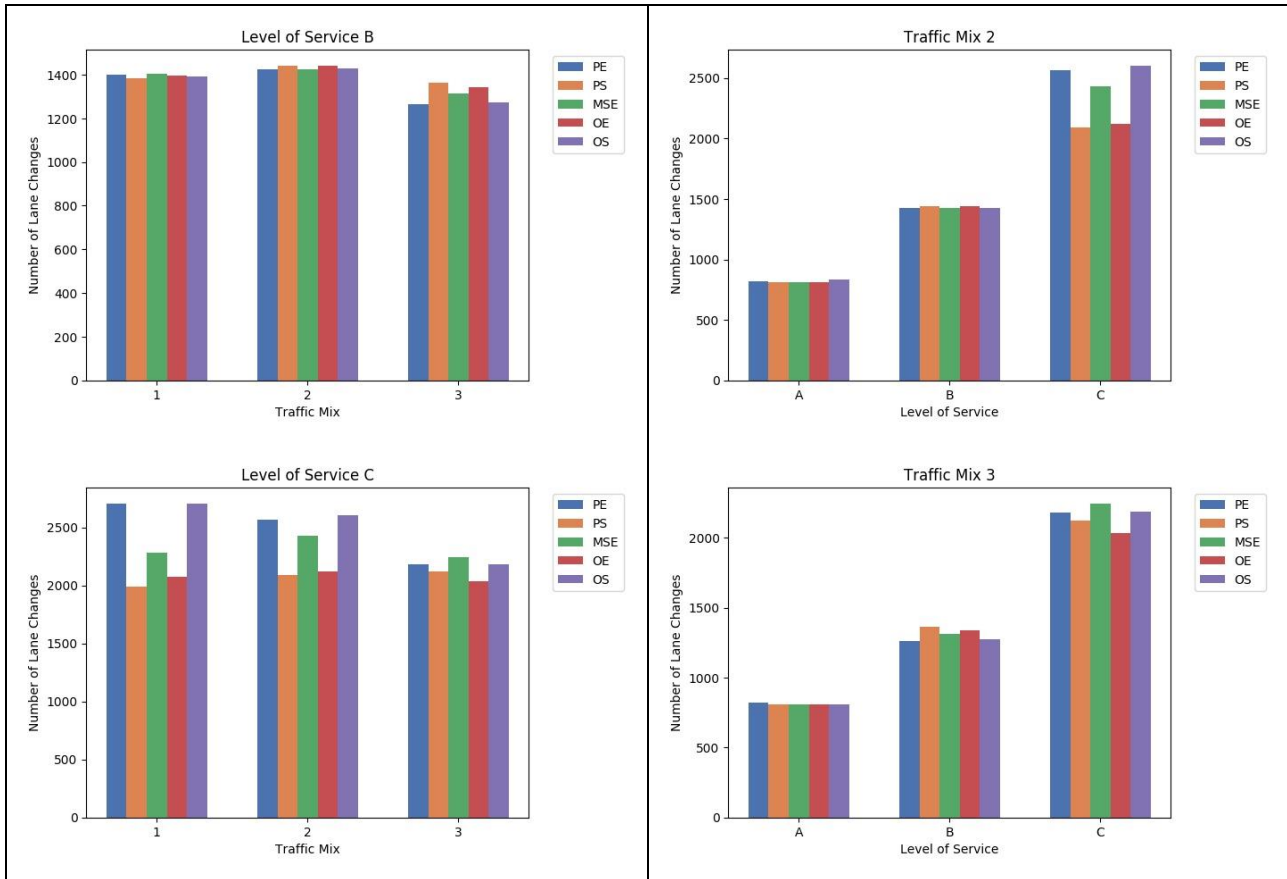 Level of Service B
Number of Lane Changes
1400
1200
1000
800
600
400
200
0
1 2 3
Traffic Mix
PE
PS
MSE
OE
OS
Traffic Mix 2
Number of Lane Changes
2500
2000
1500
1000
500
0
A B C
Level of Service
PE
PS
MSE
OE
OS
Level of Service C
Number of Lane Changes
2500
2000
1500
1000
500
0
1 2 3
Traffic Mix
PE
PS
MSE
OE
OS
Traffic Mix 3
Number of Lane Changes
2000
1500
1000
500
0
A B C
Level of Service
PE
PS
MSE
OE
OS